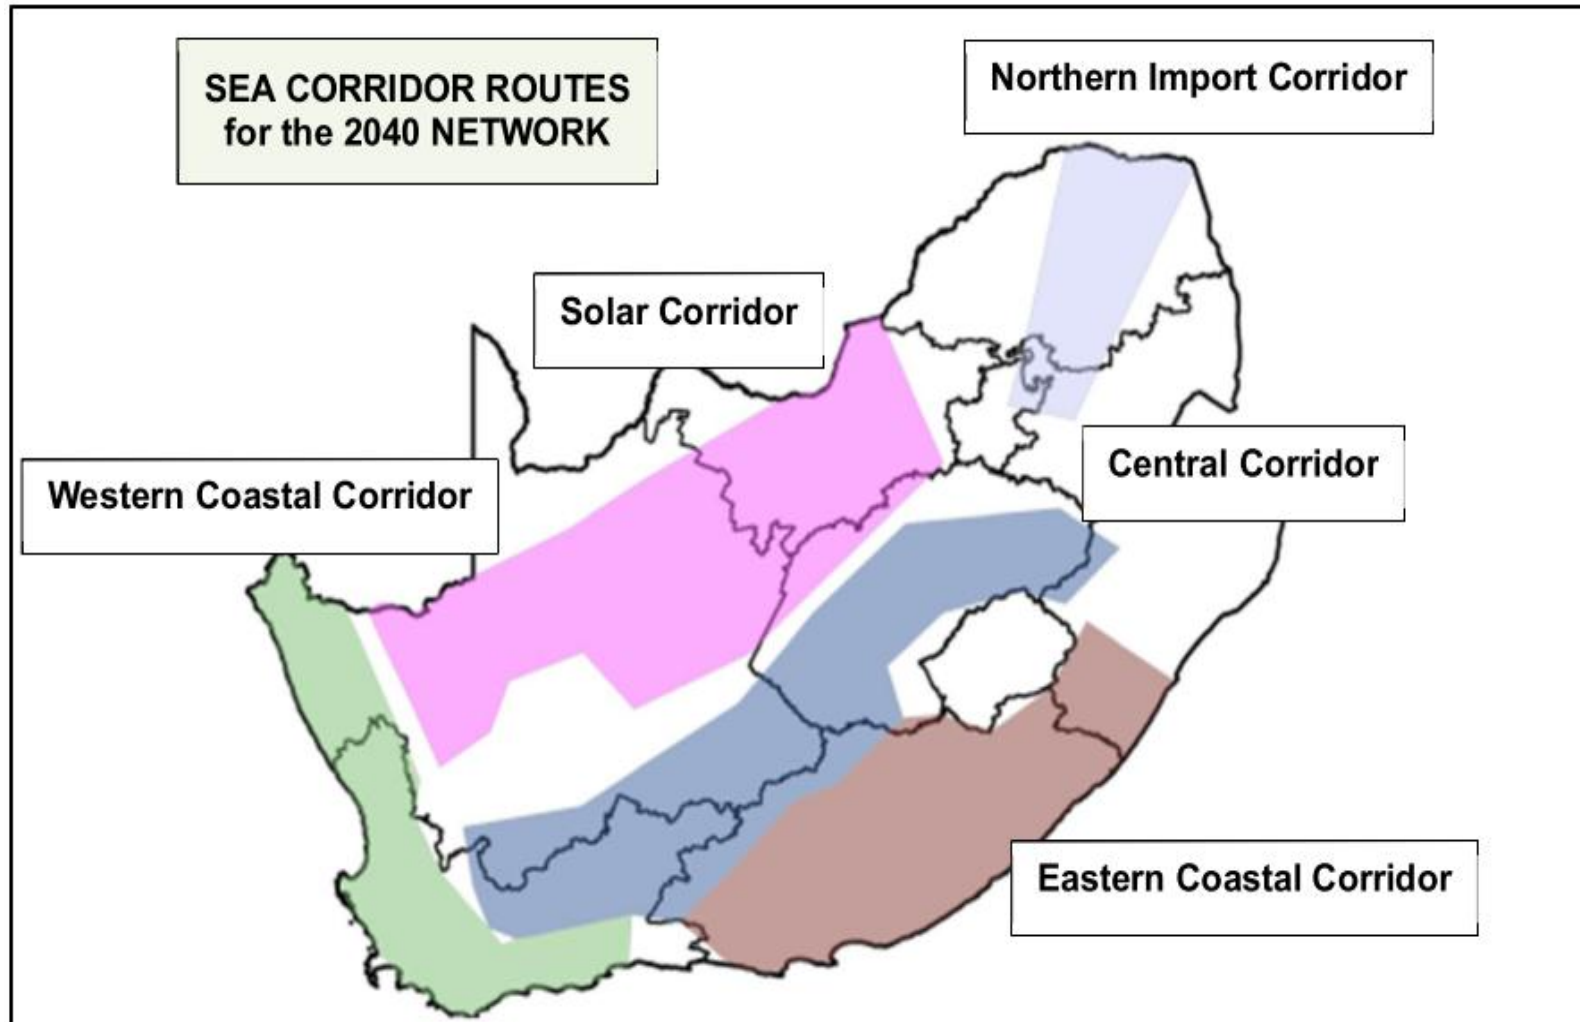 SEA CORRIDOR ROUTES
for the 2040 NETWORK
Northern Import Corridor
Solar Corridor
Central Corridor
Western Coastal Corridor
Eastern Coastal Corridor